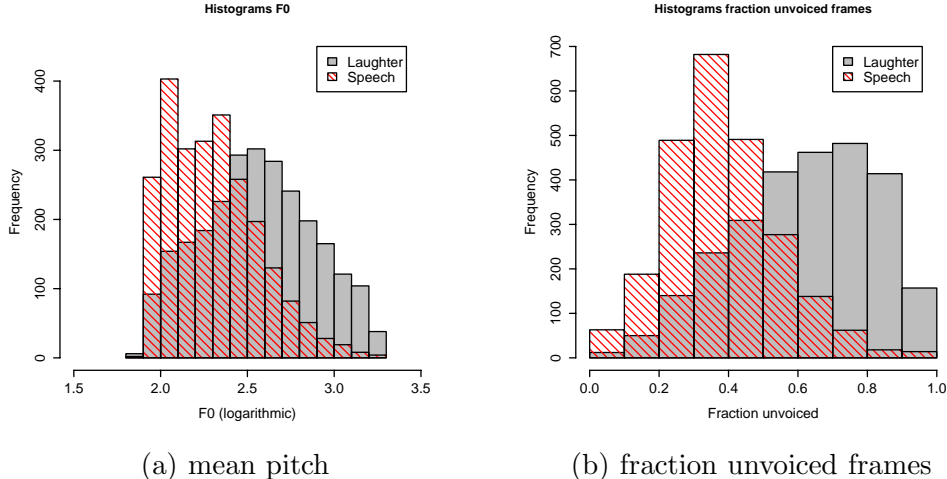 Histograms F0
Laughter
Speech
Frequency
0
100
200
300
400
1.5 2.0 2.5 3.0 3.5
F0 (logarithmic)
(a) mean pitch
Histograms fraction unvoiced frames
Laughter
Speech
Frequency
0
100
200
300
400
500
600
700
0.0 0.2 0.4 0.6 0.8 1.0
Fraction unvoiced
(b) fraction unvoiced frames